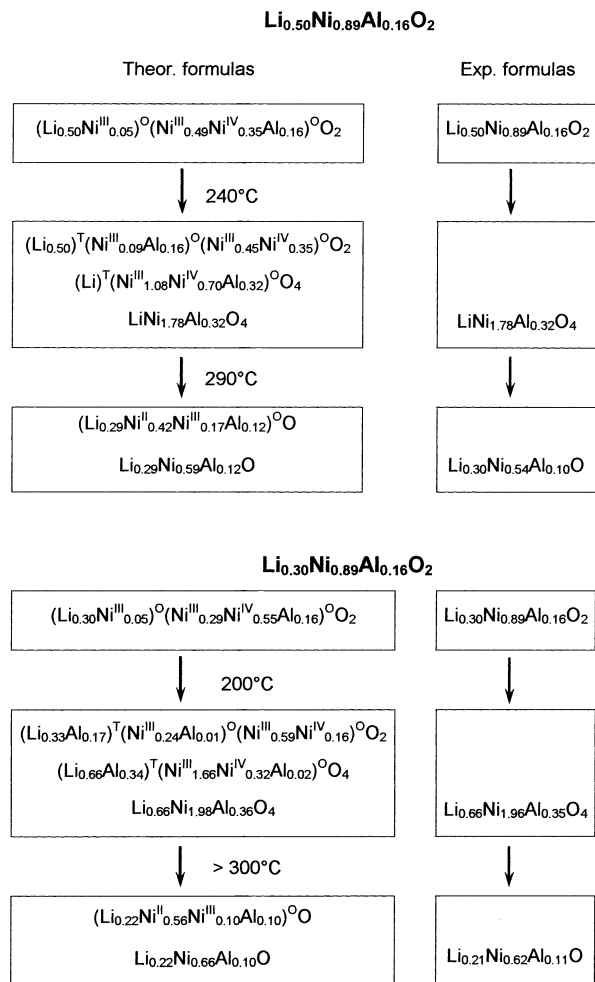 Li₀.₅₀Ni₀.₈₉Al₀.₁₆O₂
Theor. formulas
Exp. formulas
(Li₀.₅₀Niᴵᴵᴵ₀.₀₅)ᴼ(Niᴵᴵᴵ₀.₄₉Niᴵⱽ₀.₃₅Al₀.₁₆)ᴼO₂
Li₀.₅₀Ni₀.₈₉Al₀.₁₆O₂
240°C
(Li₀.₅₀)ᵀ(Niᴵᴵᴵ₀.₀₉Al₀.₁₆)ᴼ(Niᴵᴵᴵ₀.₄₅Niᴵⱽ₀.₃₅)ᴼO₂
(Li)ᵀ(Niᴵᴵᴵ₁.₀₈Niᴵⱽ₀.₇₀Al₀.₃₂)ᴼO₄
LiNi₁.₇₈Al₀.₃₂O₄
LiNi₁.₇₈Al₀.₃₂O₄
290°C
(Li₀.₂₉Niᴵᴵ₀.₄₂Niᴵᴵᴵ₀.₁₇Al₀.₁₂)ᴼO
Li₀.₂₉Ni₀.₅₉Al₀.₁₂O
Li₀.₃₀Ni₀.₅₄Al₀.₁₀O
Li₀.₃₀Ni₀.₈₉Al₀.₁₆O₂
(Li₀.₃₀Niᴵᴵᴵ₀.₀₅)ᴼ(Niᴵᴵᴵ₀.₂₉Niᴵⱽ₀.₅₅Al₀.₁₆)ᴼO₂
Li₀.₃₀Ni₀.₈₉Al₀.₁₆O₂
200°C
(Li₀.₃₃Al₀.₁₇)ᵀ(Niᴵᴵᴵ₀.₂₄Al₀.₀₁)ᴼ(Niᴵᴵᴵ₀.₅₉Niᴵⱽ₀.₁₆)ᴼO₂
(Li₀.₆₆Al₀.₃₄)ᵀ(Niᴵᴵᴵ₁.₆₆Niᴵⱽ₀.₃₂Al₀.₀₂)ᴼO₄
Li₀.₆₆Ni₁.₉₈Al₀.₃₆O₄
Li₀.₆₆Ni₁.₉₆Al₀.₃₅O₄
> 300°C
(Li₀.₂₂Niᴵᴵ₀.₅₆Niᴵᴵᴵ₀.₁₀Al₀.₁₀)ᴼO
Li₀.₂₂Ni₀.₆₆Al₀.₁₀O
Li₀.₂₁Ni₀.₆₂Al₀.₁₁O